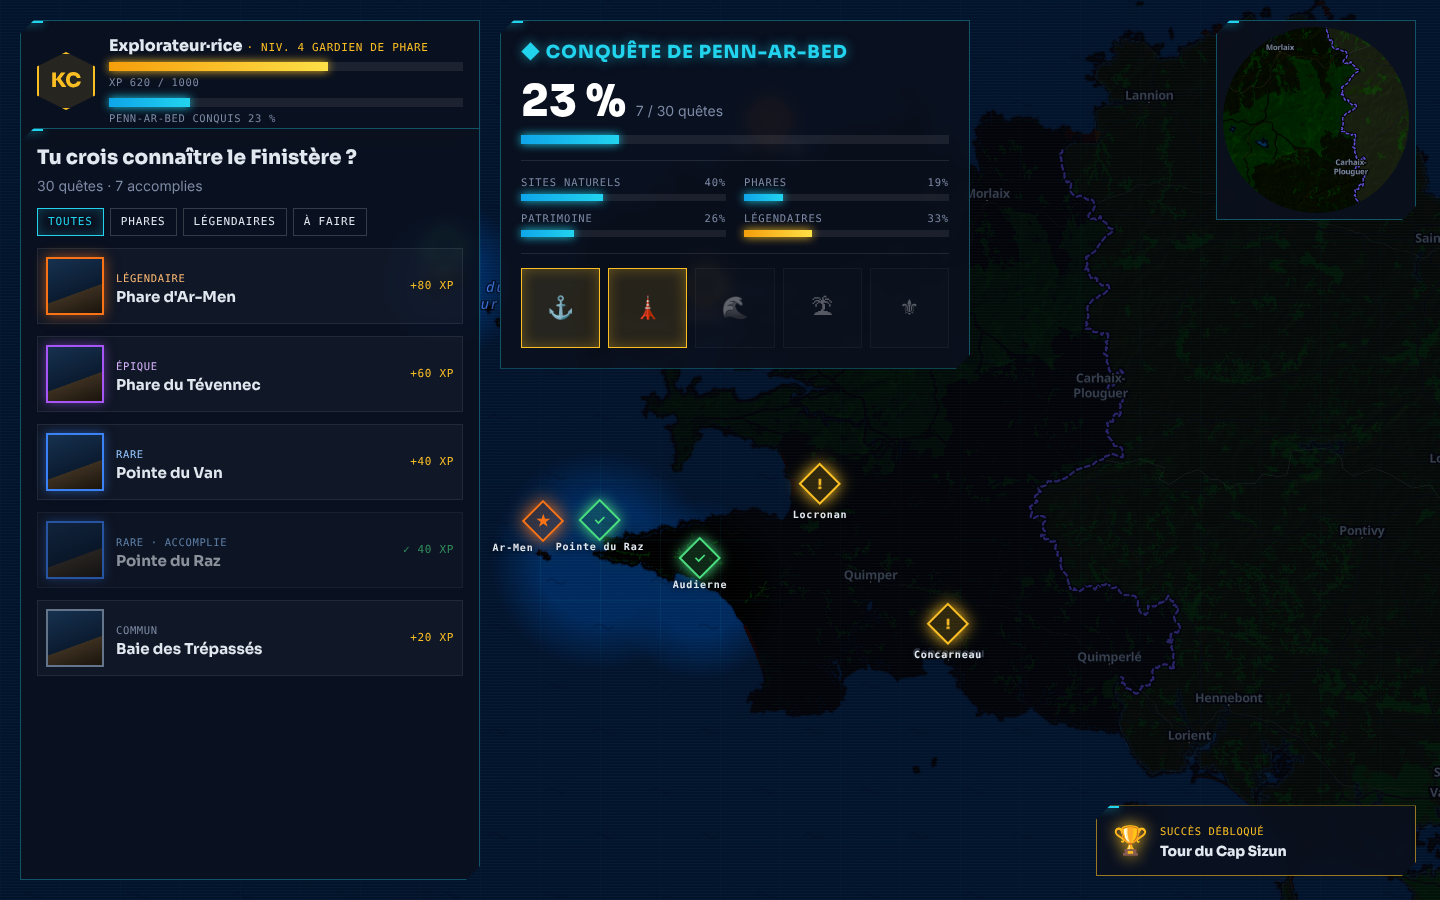 KC
Explorateur·rice · NIV. 4 GARDIEN DE PHARE
XP 620 / 1000
PENN-AR-BED CONQUIS 23 %
Tu crois connaître le Finistère ?
30 quêtes · 7 accomplies
TOUTES
PHARES
LÉGENDAIRES
À FAIRE
LÉGENDAIRE
Phare d'Ar-Men
+80 XP
ÉPIQUE
Phare du Tévennec
+60 XP
RARE
Pointe du Van
+40 XP
RARE · ACCOMPLIE
Pointe du Raz
✓ 40 XP
COMMUN
Baie des Trépassés
+20 XP
◆ CONQUÊTE DE PENN-AR-BED
23 % 7 / 30 quêtes
SITES NATURELS 40%
PHARES 19%
PATRIMOINE 26%
LÉGENDAIRES 33%
Morlaix
Carhaix-
Plouguer
Lannion
Morlaix
Carhaix-
Plouguer
Locronan
Ar-Men
Pointe du Raz
Audierne
Quimper
Concarneau
Quimperlé
Pontivy
Hennebont
Lorient
SUCCÈS DÉBLOQUÉ
Tour du Cap Sizun